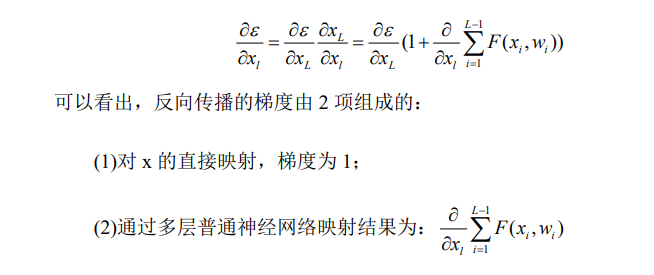 $$\frac{\partial \varepsilon}{\partial x_l} = \frac{\partial \varepsilon}{\partial x_L} \frac{\partial x_L}{\partial x_l} = \frac{\partial \varepsilon}{\partial x_L} (1 + \frac{\partial}{\partial x_l} \sum_{i=1}^{L-1} F(x_i, w_i))$$
可以看出，反向传播的梯度由 2 项组成的：
(1)对 x 的直接映射，梯度为 1；
(2)通过多层普通神经网络映射结果为：$\frac{\partial}{\partial x_l} \sum_{i=1}^{L-1} F(x_i, w_i)$